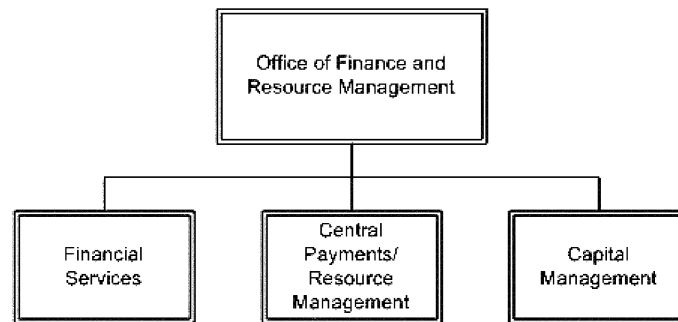 Office of Finance and
Resource Management
Financial
Services
Central
Payments/
Resource
Management
Capital
Management